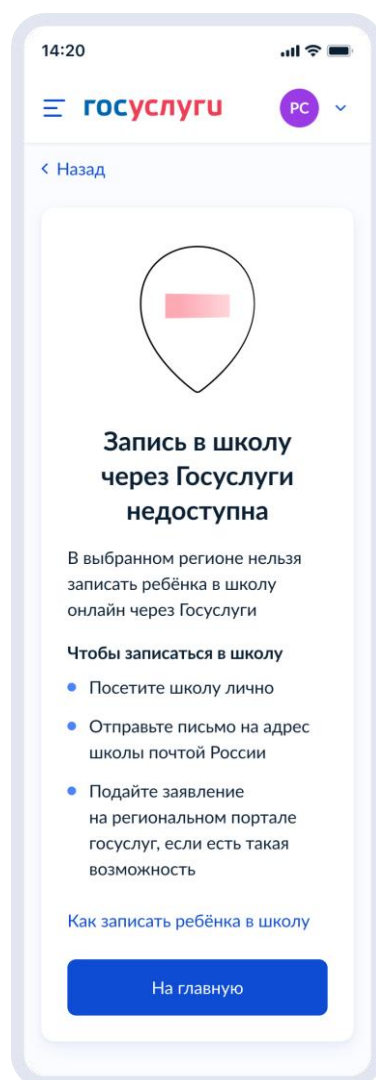 14:20
госуслуги
РС
Назад
Запись в школу
через Госуслуги
недоступна
В выбранном регионе нельзя
записать ребёнка в школу
онлайн через Госуслуги
Чтобы записаться в школу
Посетите школу лично
Отправьте письмо на адрес
школы почтой России
Подайте заявление
на региональном портале
госуслуг, если есть такая
возможность
Как записать ребёнка в школу
На главную